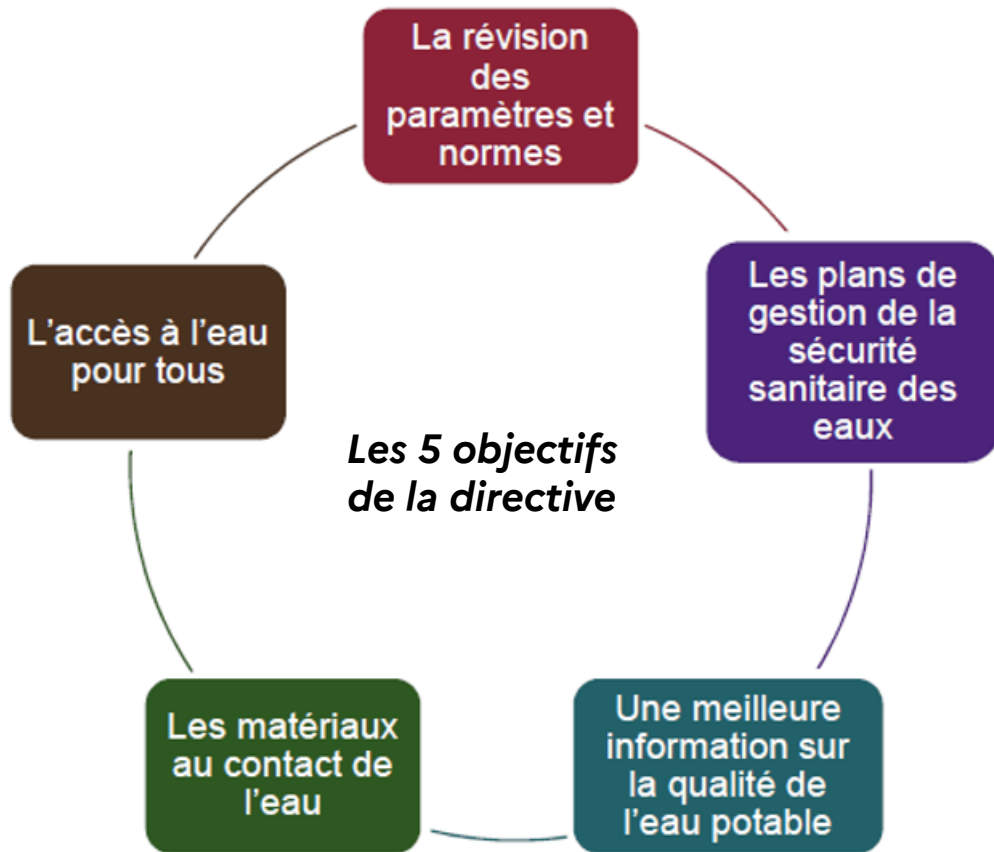 La révision
des
paramètres et
normes
Les plans de
gestion de la
sécurité
sanitaire des
eaux
Une meilleure
information sur
la qualité de
l'eau potable
Les matériaux
au contact de
l'eau
L'accès à l'eau
pour tous
Les 5 objectifs
de la directive